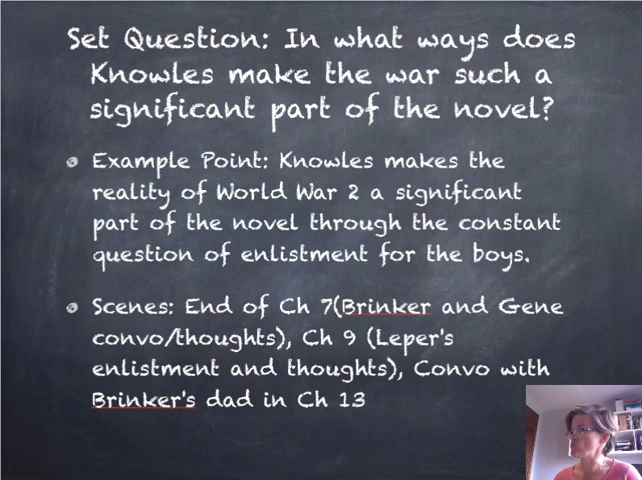 Set Question: In what ways does
Knowles make the war such a
significant part of the novel?
Example Point: Knowles makes the
reality of World War 2 a significant
part of the novel through the constant
question of enlistment for the boys.
Scenes: End of Ch 7(Brinker and Gene
convo/thoughts), Ch 9 (Leper's
enlistment and thoughts), Convo with
Brinker's dad in Ch 13